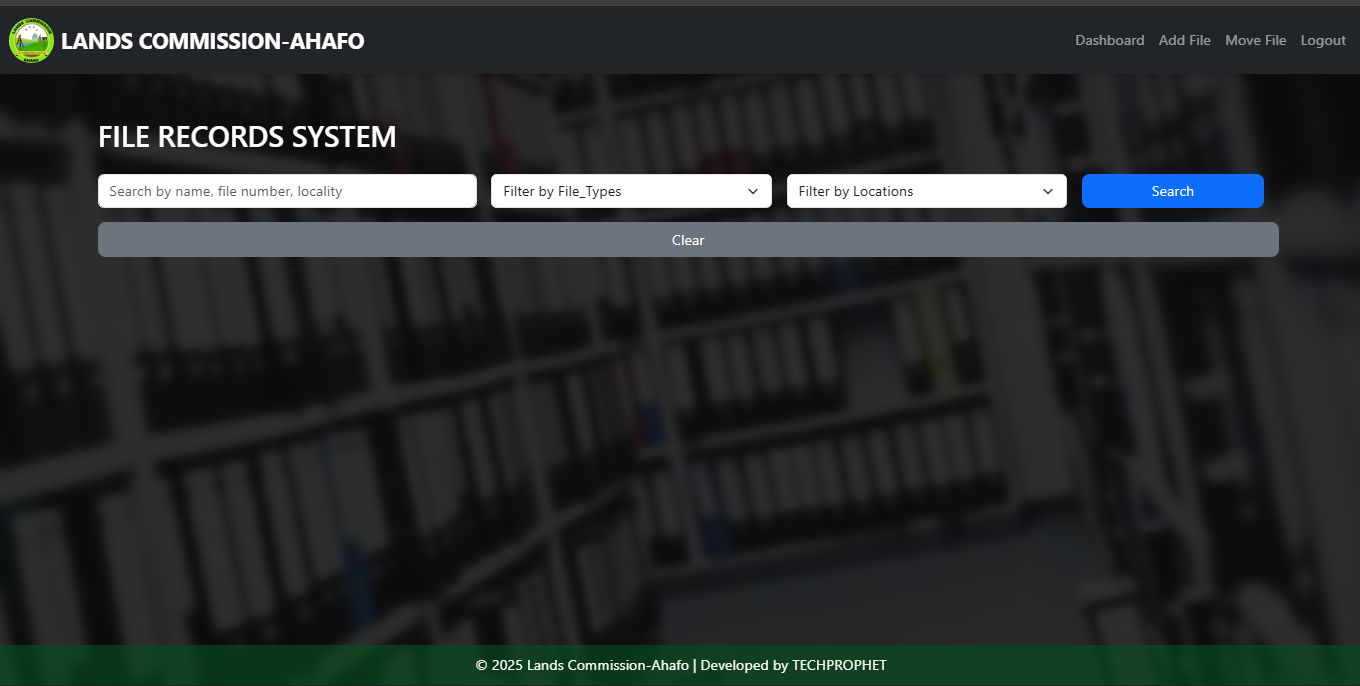 LANDS COMMISSION-AHAFO
Dashboard Add File Move File Logout
FILE RECORDS SYSTEM
Search by name, file number, locality
Filter by File_Types
Filter by Locations
Search
Clear
© 2025 Lands Commission-Ahafo | Developed by TECHPROPHET